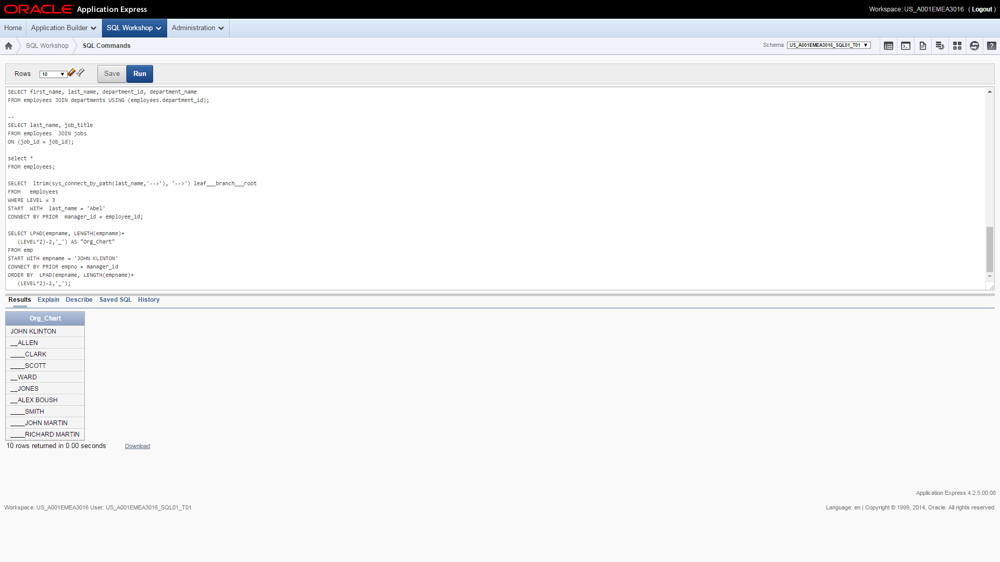 ORACLE Application Express
Workspace: US_A001EMEA3016 ( Logout )
Home Application Builder SQL Workshop Administration
SQL Workshop SQL Commands
Schema US_A001EMEA3016_SQL01_T01
Rows 10 Save Run
SELECT first_name, last_name, department_id, department_name
FROM employees JOIN departments USING (employees.department_id);
--
SELECT last_name, job_title
FROM employees  JOIN jobs
ON (job_id = job_id);
select *
FROM employees;
SELECT  ltrim(sys_connect_by_path(last_name,'-->'), '-->') leaf___branch___root
FROM   employees
WHERE LEVEL = 3
START  WITH  last_name = 'Abel'
CONNECT BY PRIOR  manager_id = employee_id;
SELECT LPAD(empname, LENGTH(empname)+
   (LEVEL*2)-2,'_') AS "Org_Chart"
FROM emp
START WITH empname = 'JOHN KLINTON'
CONNECT BY PRIOR empno = manager_id
ORDER BY  LPAD(empname, LENGTH(empname)+
   (LEVEL*2)-2,'_');
Results Explain Describe Saved SQL History
Org_Chart
JOHN KLINTON
__ALLEN
____CLARK
____SCOTT
__WARD
__JONES
__ALEX BOUSH
____SMITH
____JOHN MARTIN
____RICHARD MARTIN
10 rows returned in 0.00 seconds Download
Application Express 4.2.5.00.08
Workspace: US_A001EMEA3016 User: US_A001EMEA3016_SQL01_T01
Language: en | Copyright © 1999, 2014, Oracle. All rights reserved.